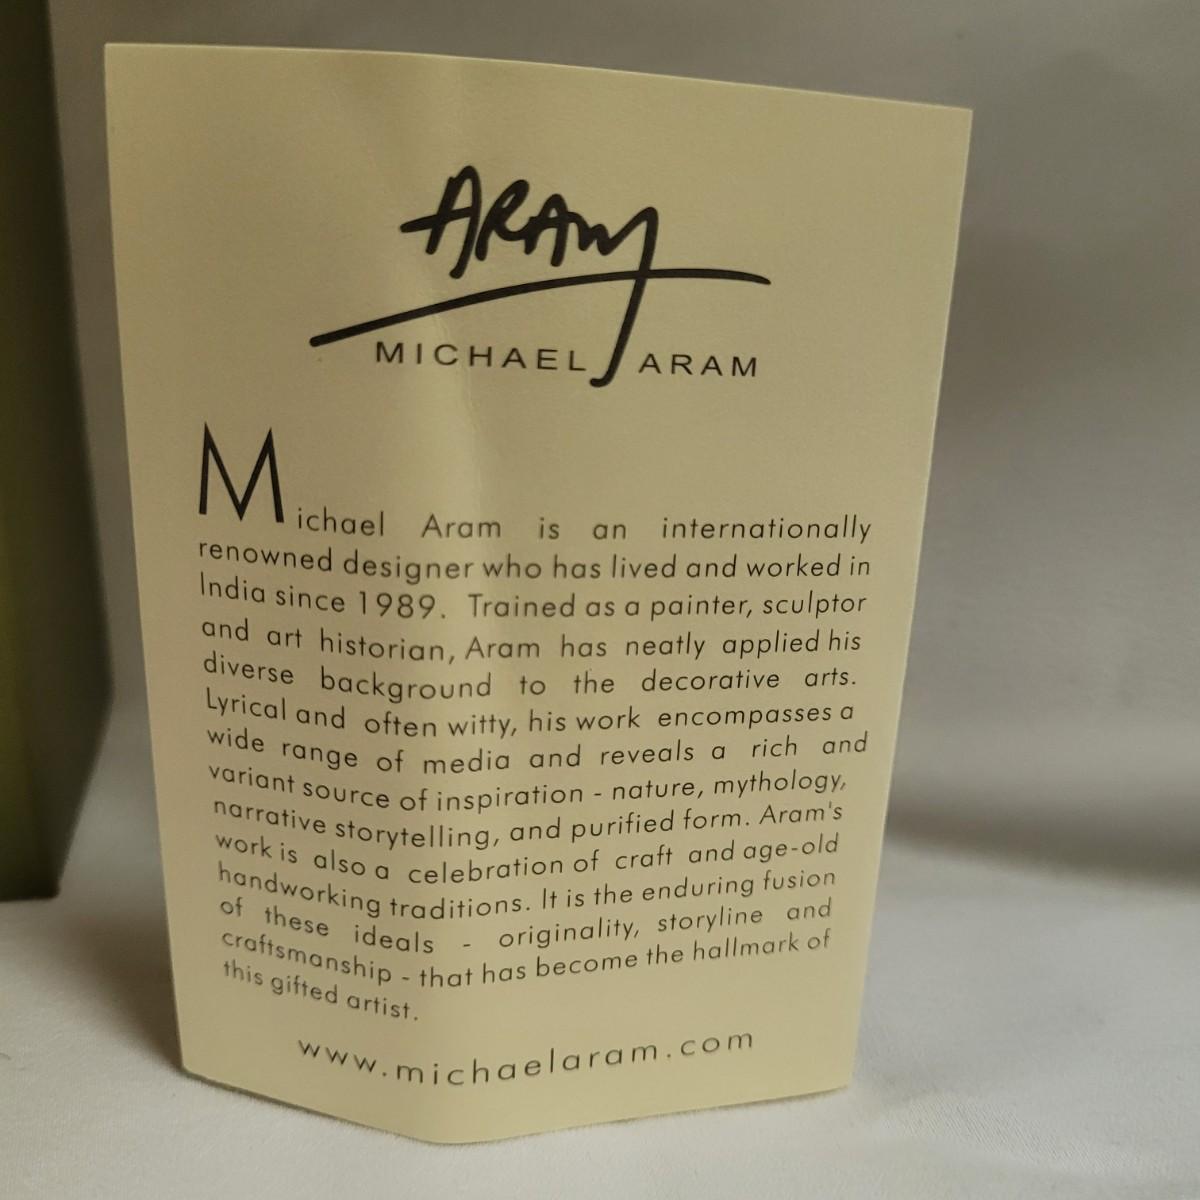 ARAM
MICHAEL ARAM
Michael Aram is an internationally
renowned designer who has lived and worked in
India since 1989. Trained as a painter, sculptor
and art historian, Aram has neatly applied his
diverse background to the decorative arts.
Lyrical and often witty, his work encompasses a
wide range of media and reveals a rich and
variant source of inspiration - nature, mythology,
narrative storytelling, and purified form. Aram's
work is also a celebration of craft and age-old
handworking traditions. It is the enduring fusion
of these ideals - originality, storyline and
craftsmanship - that has become the hallmark of
this gifted artist.
www.michaelaram.com